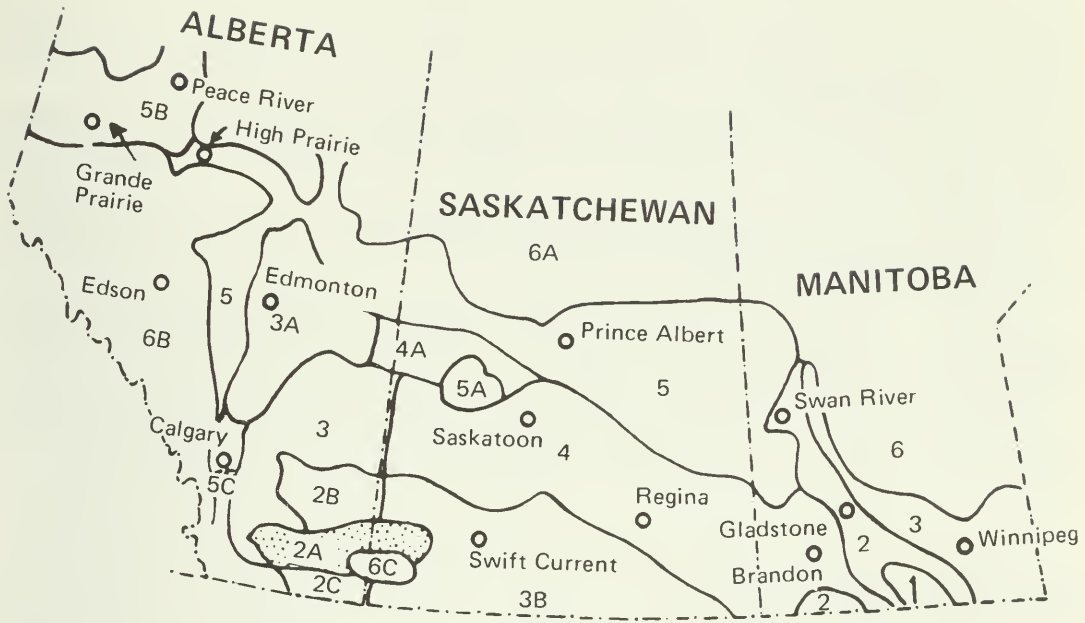 ALBERTA
Peace River
5B
High Prairie
Grande
Prairie
SASKATCHEWAN
6A
MANITOBA
Edson
5
Edmonton
3A
6B
4A
Prince Albert
5A
5
Swan River
Calgary
3
Saskatoon
4
6
5C
2B
Regina
Gladstone
3
2
Winnipeg
2A
6C
Swift Current
Brandon
2C
3B
2
1